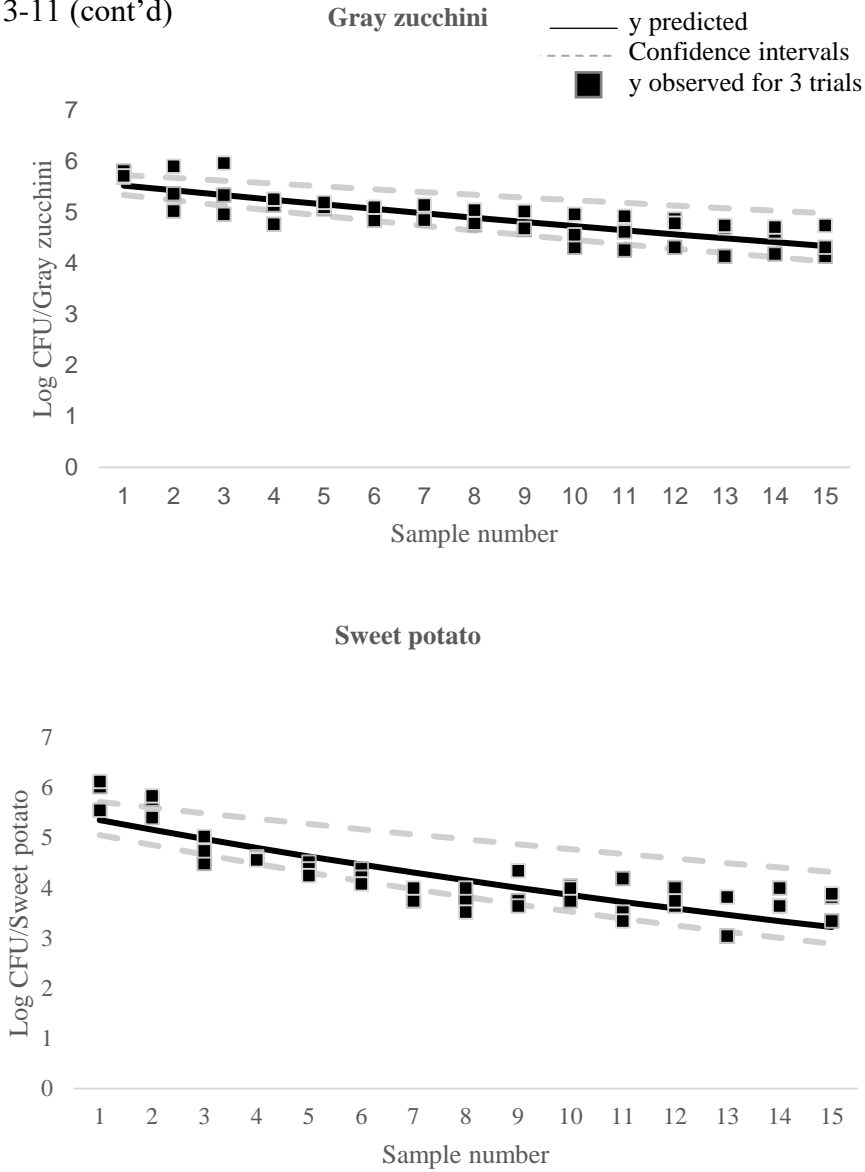 3-11 (cont’d)
Gray zucchini
y predicted
Confidence intervals
y observed for 3 trials
7
6
5
4
3
2
1
0
Log CFU/Gray zucchini
1 2 3 4 5 6 7 8 9 10 11 12 13 14 15
Sample number
Sweet potato
7
6
5
4
3
2
1
0
Log CFU/Sweet potato
1 2 3 4 5 6 7 8 9 10 11 12 13 14 15
Sample number